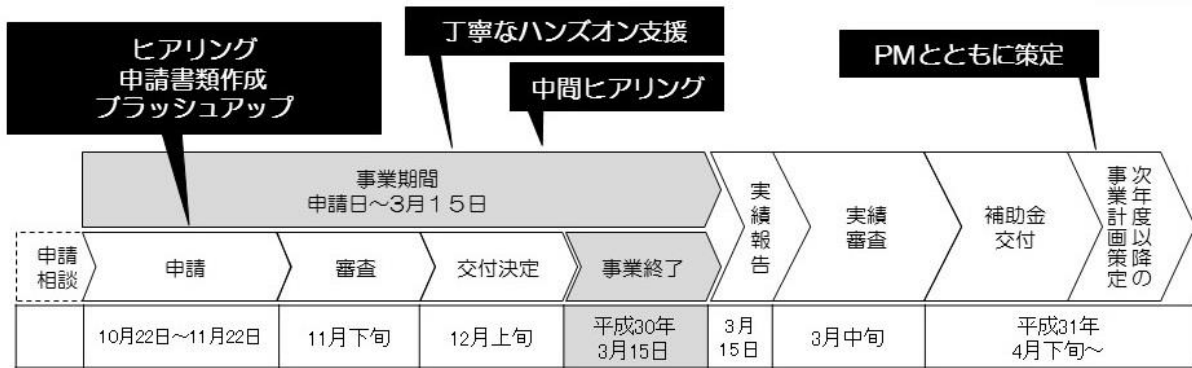 ヒアリング
申請書類作成
ブラッシュアップ
丁寧なハンズオン支援
中間ヒアリング
PMとともに策定
事業期間
申請日～3月15日
申請
相談
申請
審査
交付決定
事業終了
実績報告
実績
審査
補助金
交付
次年度以降の
事業計画策定
10月22日～11月22日
11月下旬
12月上旬
平成30年
3月15日
3月
15日
3月中旬
平成31年
4月下旬～